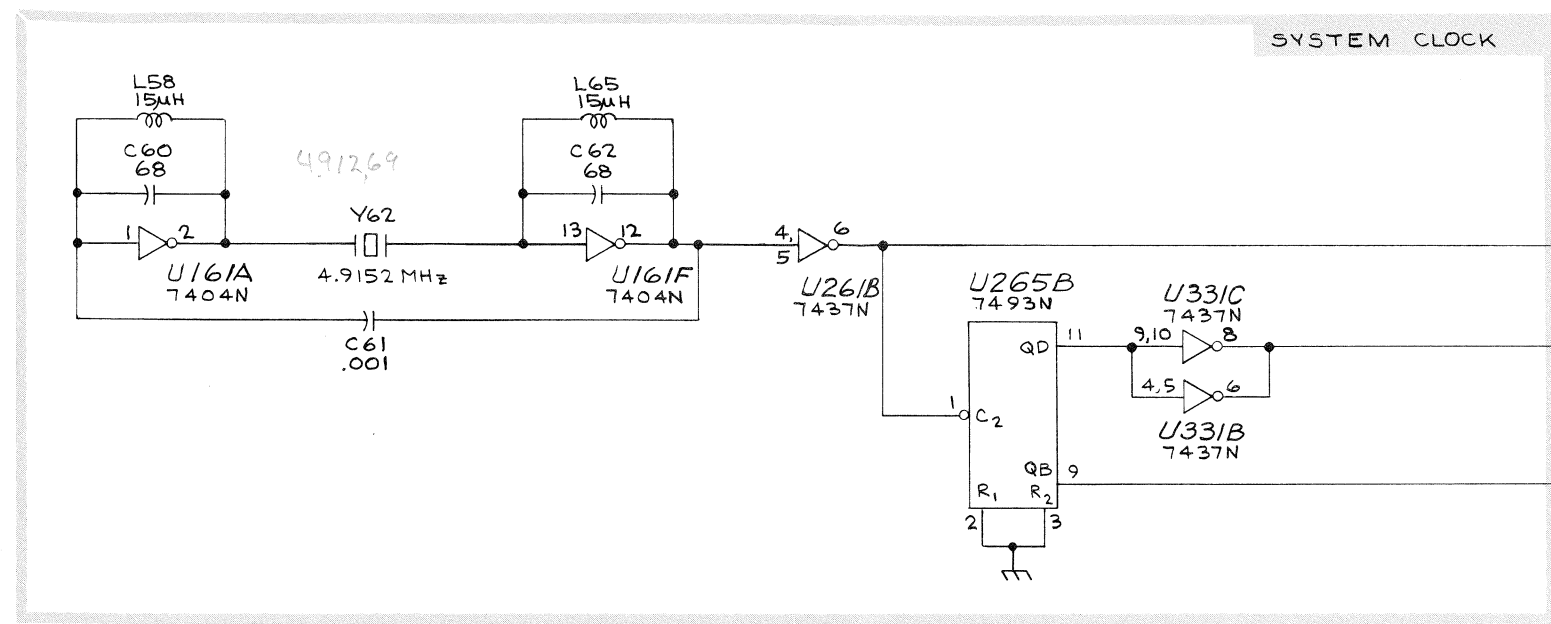 SYSTEM CLOCK
L58
15µH
C60
68
1
2
U161A
7404N
4.91269
Y62
4.9152 MHz
L65
15µH
C62
68
13
12
U161F
7404N
C61
.001
4,
5
6
U261B
7437N
U265B
7493N
1
C2
QD
11
QB
9
R1
R2
2
3
9,10
8
U331C
7437N
4,5
6
U331B
7437N